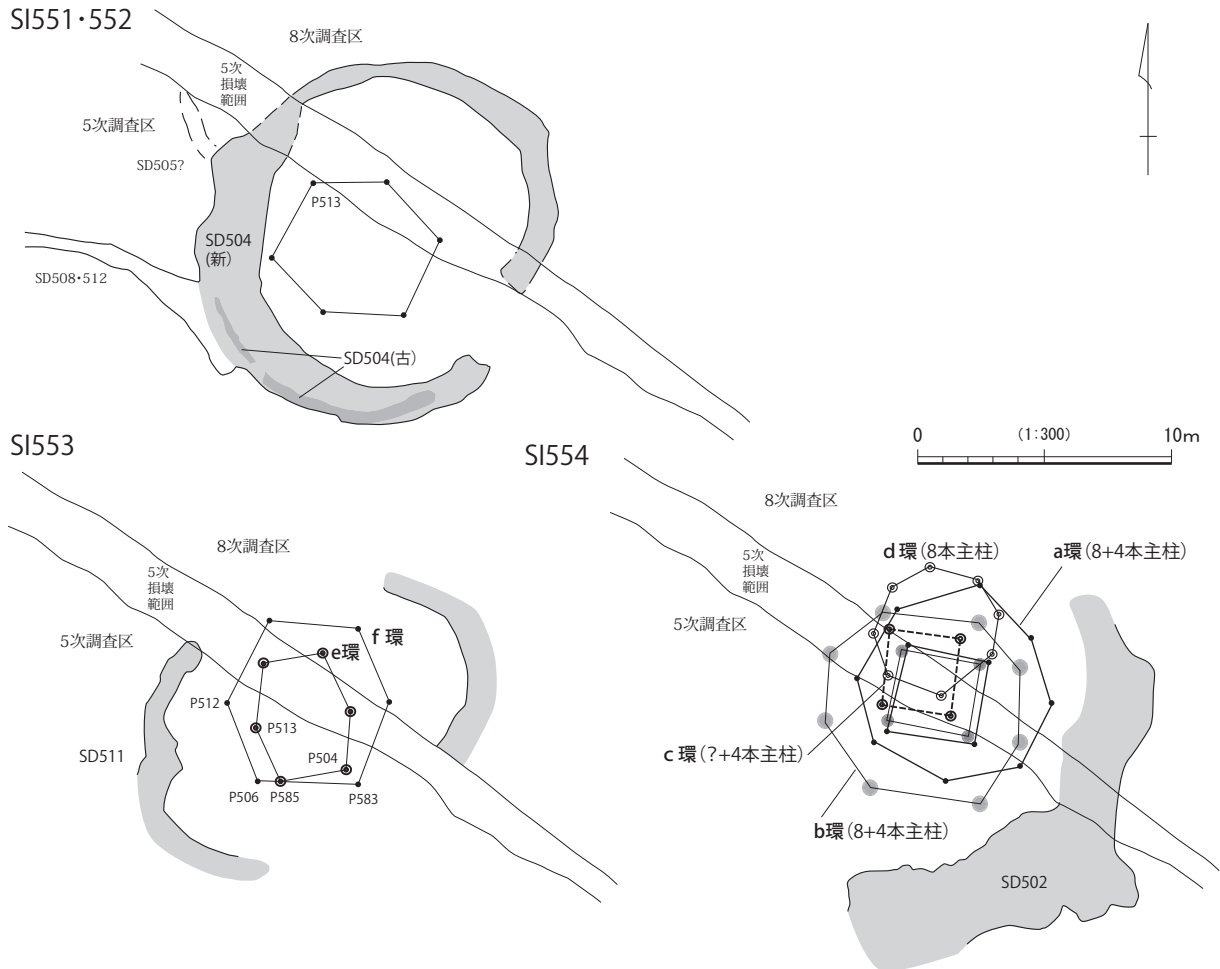 SI551・552
8次調査区
5次
損壊
範囲
5次調査区
SD505?
P513
SD504
(新)
SD508・512
SD504(古)
SI553
8次調査区
5次
損壊
範囲
5次調査区
f 環
e環
P512
P513
SD511
P504
P506
P585
P583
SI554
0
(1:300)
10m
8次調査区
5次
損壊
範囲
5次調査区
d 環(8本主柱)
a環(8+4本主柱)
c 環(?+4本主柱)
b環(8+4本主柱)
SD502